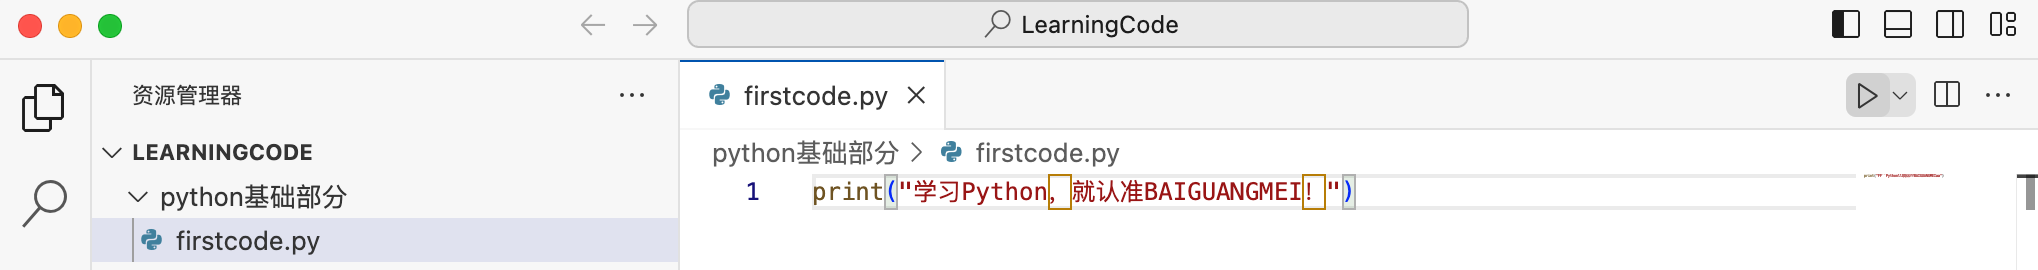 LearningCode
资源管理器
firstcode.py
LEARNINGCODE
python基础部分 firstcode.py
python基础部分
1 print("学习Python，就认准BAIGUANGMEI！")
firstcode.py